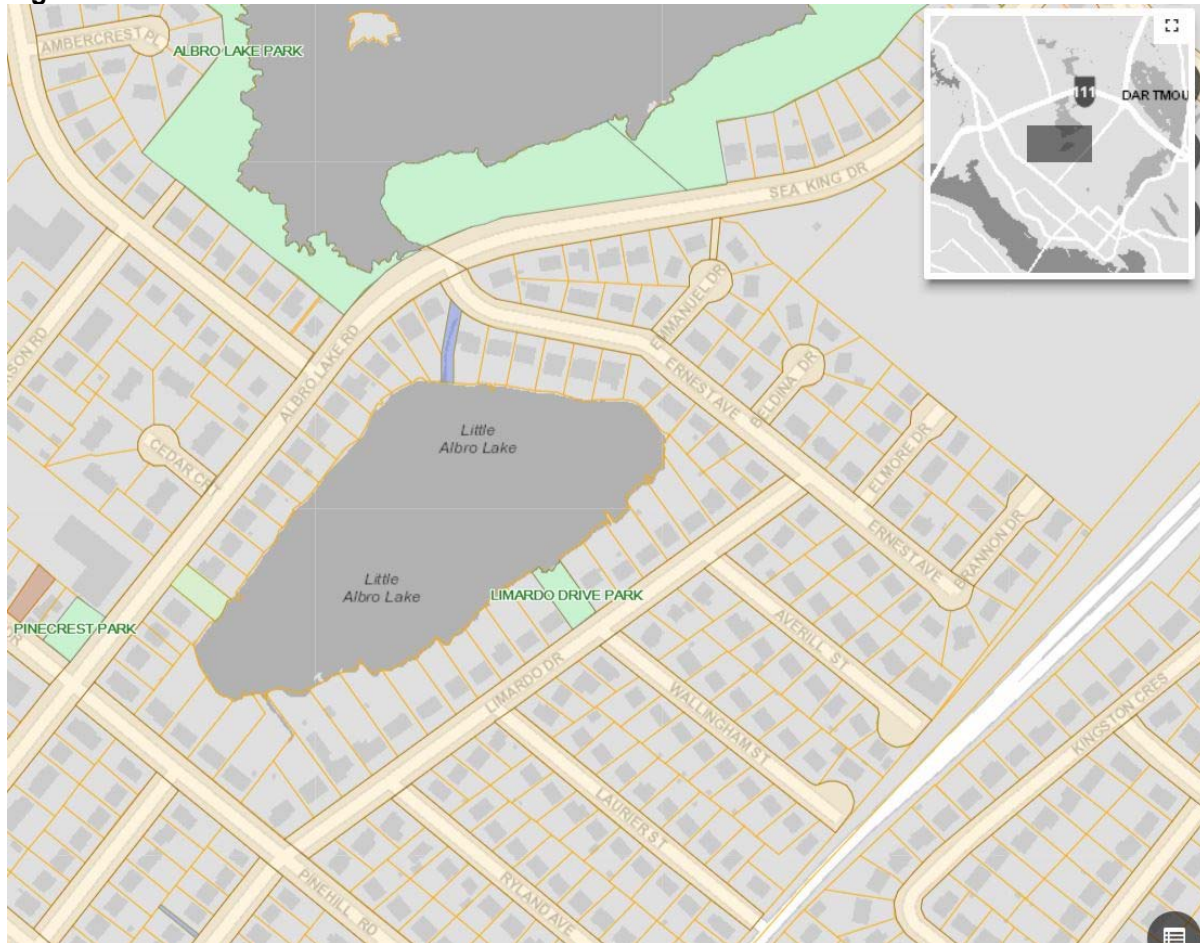 AMBERCREST PL
ALBRO LAKE PARK
111
DARTMOU
SEA KING DR
EMMANUEL DR
ALBRO LAKE RD
ERNEST AVE
BELDINA DR
Little
Albro Lake
CEDAR CRT
ELMORE DR
ERNEST AVE
BRANNON DR
Little
Albro Lake
LIMARDO DRIVE PARK
PINECREST PARK
DR
AVERILL ST
LIMARDO DR
WALLINGHAM ST
KINGSTON CRES
LAURIER ST
PINEHILL RD
RYLAND AVE